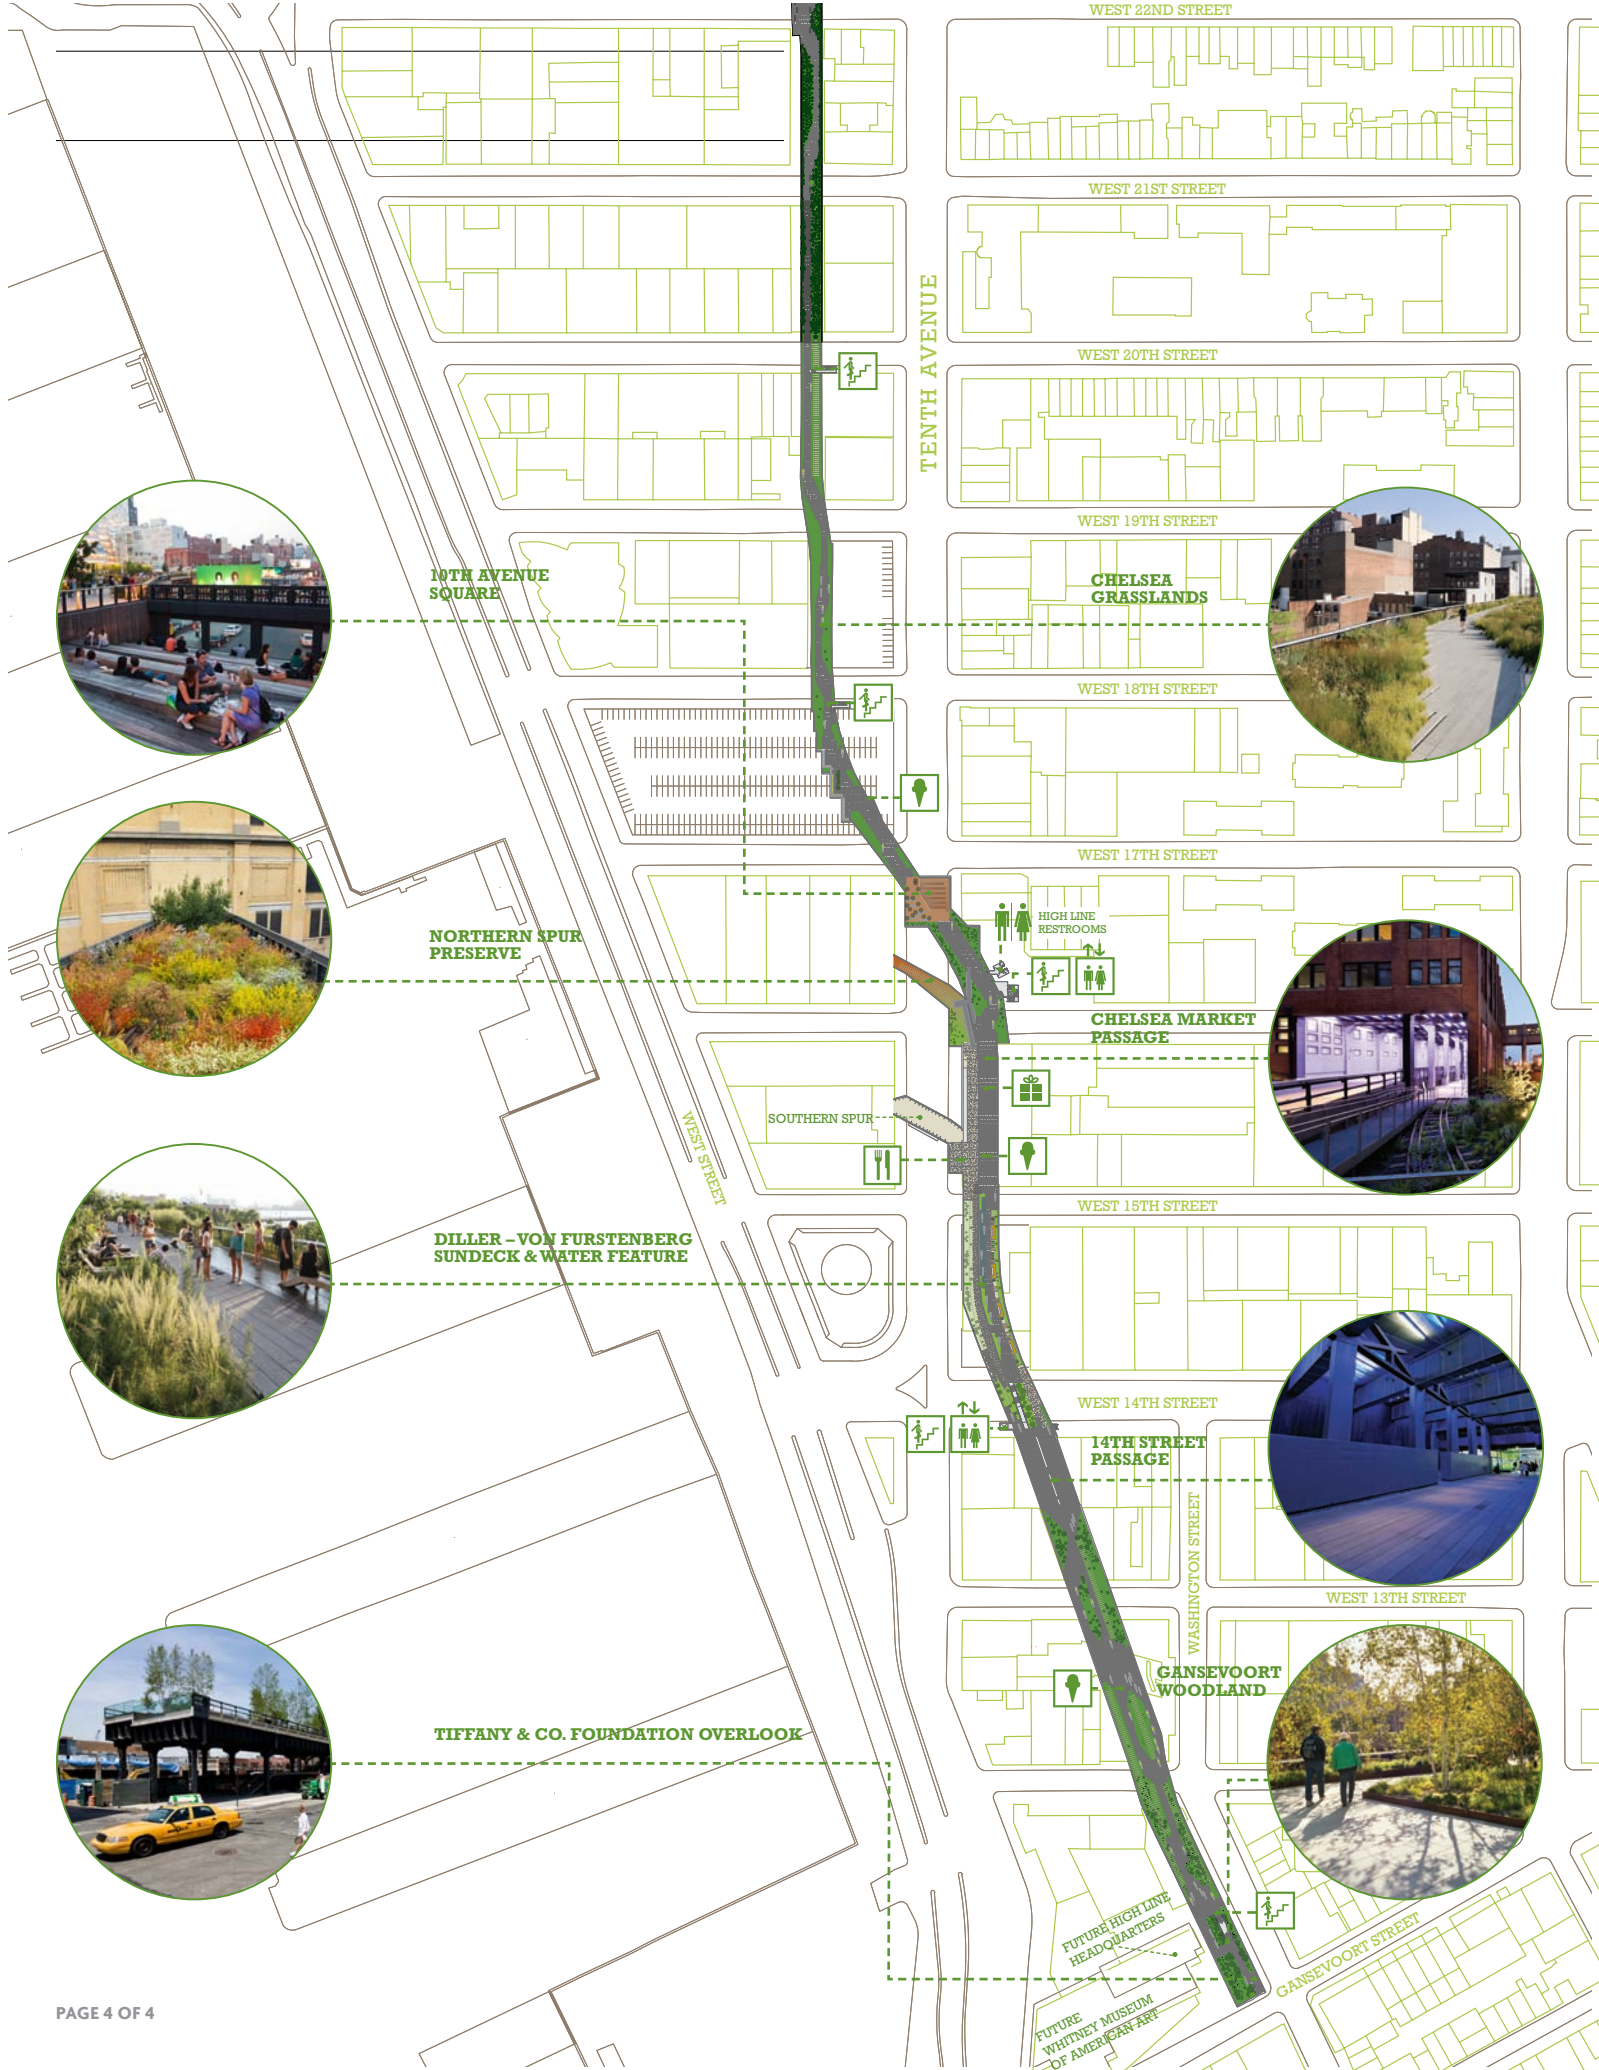 WEST 22ND STREET
WEST 21ST STREET
TENTH AVENUE
WEST 20TH STREET
WEST 19TH STREET
10TH AVENUE
SQUARE
CHELSEA
GRASSLANDS
WEST 18TH STREET
WEST 17TH STREET
HIGH LINE
RESTROOMS
NORTHERN SPUR
PRESERVE
CHELSEA MARKET
PASSAGE
SOUTHERN SPUR
WEST STREET
WEST 15TH STREET
DILLER – VON FURSTENBERG
SUNDECK & WATER FEATURE
WEST 14TH STREET
14TH STREET
PASSAGE
WASHINGTON STREET
WEST 13TH STREET
GANSEVOORT
WOODLAND
TIFFANY & CO. FOUNDATION OVERLOOK
FUTURE HIGH LINE
HEADQUARTERS
GANSEVOORT STREET
FUTURE
WHITNEY MUSEUM
OF AMERICAN ART
PAGE 4 OF 4